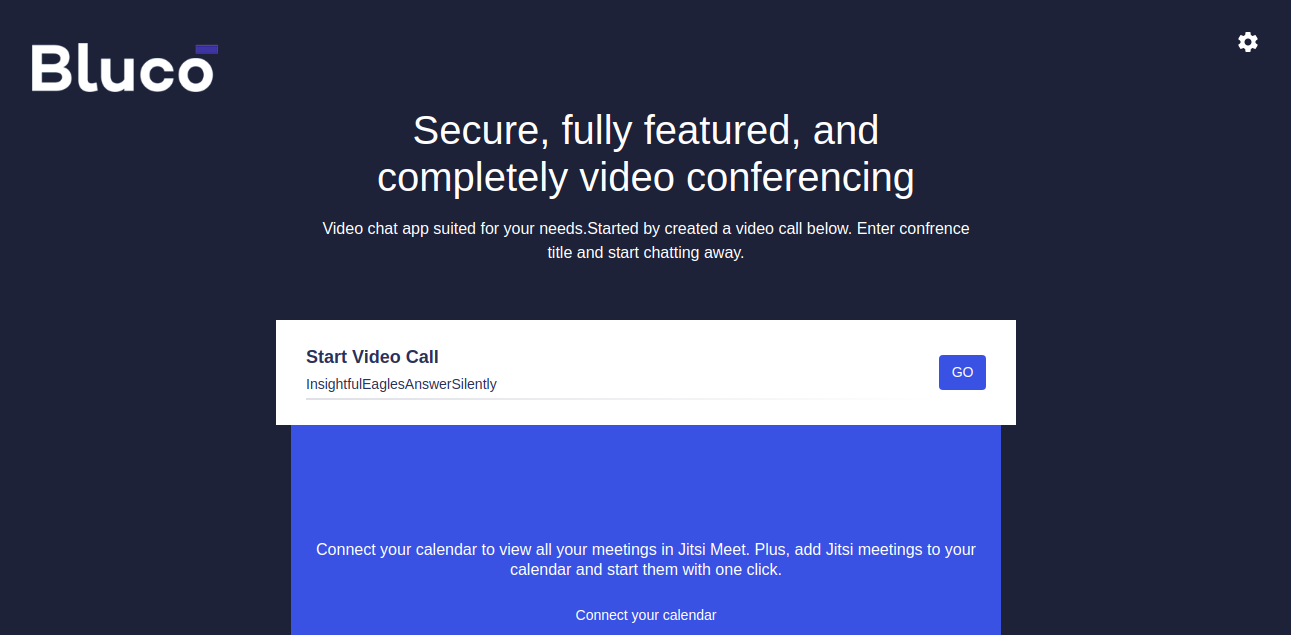 Bluco
Secure, fully featured, and
completely video conferencing
Video chat app suited for your needs.Started by created a video call below. Enter confrence
title and start chatting away.
Start Video Call
InsightfulEaglesAnswerSilently
GO
Connect your calendar to view all your meetings in Jitsi Meet. Plus, add Jitsi meetings to your
calendar and start them with one click.
Connect your calendar